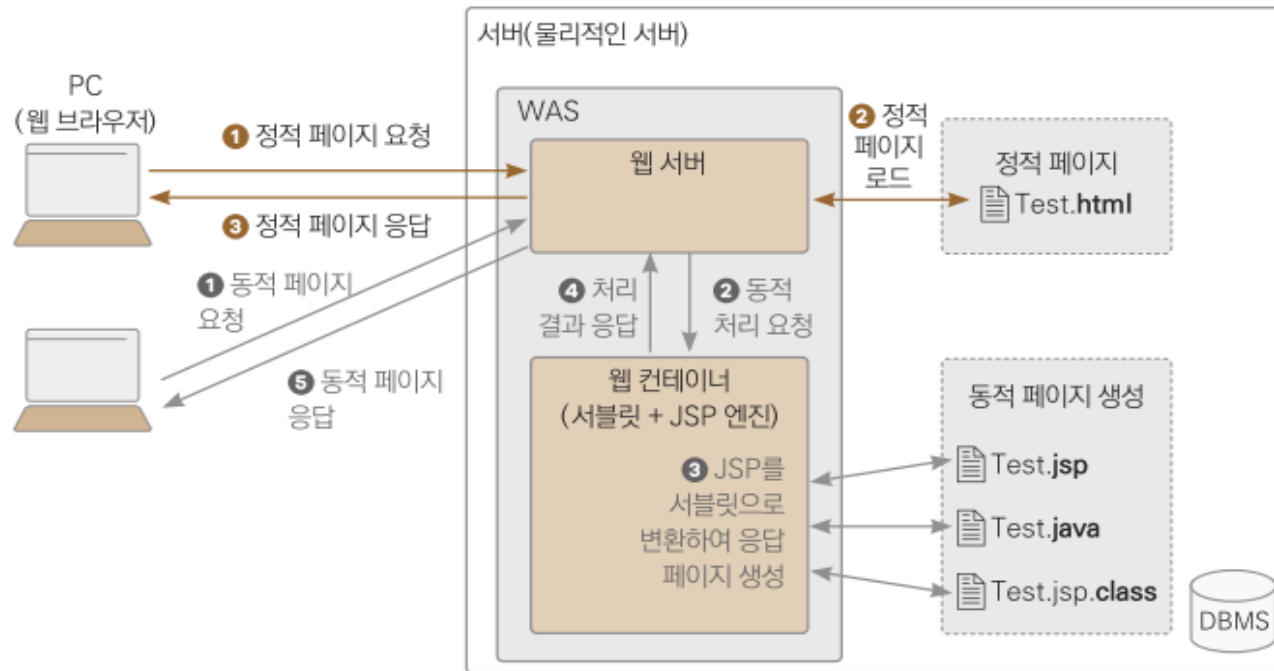 서버(물리적인 서버)
PC
(웹 브라우저)
WAS
❶ 정적 페이지 요청
웹 서버
❷ 정적
페이지
로드
정적 페이지
Test.html
❸ 정적 페이지 응답
❶ 동적 페이지
요청
❹ 처리
결과 응답
❷ 동적
처리 요청
❺ 동적 페이지
응답
웹 컨테이너
(서블릿 + JSP 엔진)
❸ JSP를
서블릿으로
변환하여 응답
페이지 생성
동적 페이지 생성
Test.jsp
Test.java
Test.jsp.class
DBMS